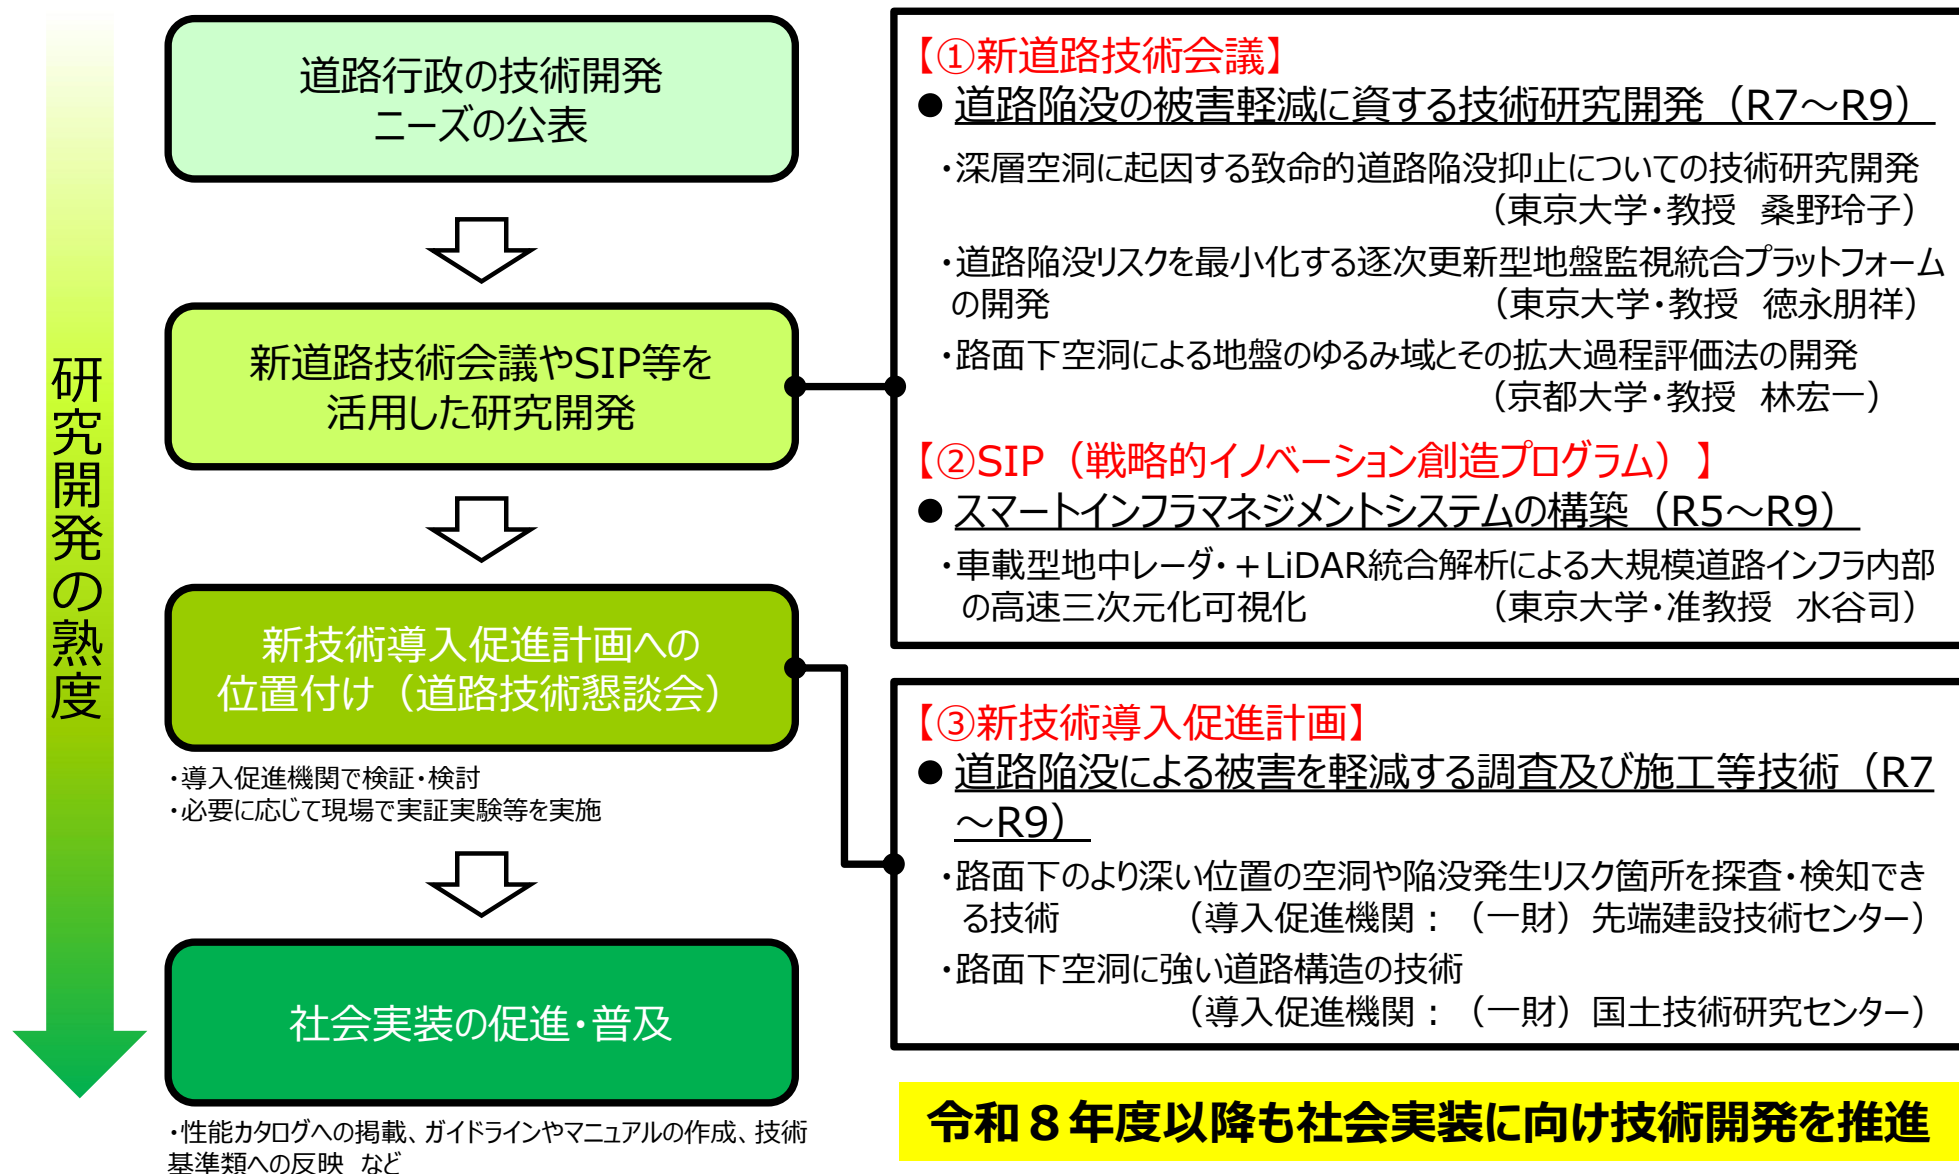 研究開発の熟度
道路行政の技術開発
ニーズの公表
新道路技術会議やSIP等を
活用した研究開発
新技術導入促進計画への
位置付け（道路技術懇談会）
・導入促進機関で検証・検討
・必要に応じて現場で実証実験等を実施
社会実装の促進・普及
・性能カタログへの掲載、ガイドラインやマニュアルの作成、技術
基準類への反映　など
【①新道路技術会議】
● 道路陥没の被害軽減に資する技術研究開発（R7～R9）
・深層空洞に起因する致命的道路陥没抑止についての技術研究開発
（東京大学・教授　桑野玲子）
・道路陥没リスクを最小化する逐次更新型地盤監視統合プラットフォーム
の開発　（東京大学・教授　徳永朋祥）
・路面下空洞による地盤のゆるみ域とその拡大過程評価法の開発
（京都大学・教授　林宏一）
【②SIP（戦略的イノベーション創造プログラム）】
● スマートインフラマネジメントシステムの構築（R5～R9）
・車載型地中レーダ・＋LiDAR統合解析による大規模道路インフラ内部
の高速三次元化可視化　（東京大学・准教授　水谷司）
【③新技術導入促進計画】
● 道路陥没による被害を軽減する調査及び施工等技術（R7
～R9）
・路面下のより深い位置の空洞や陥没発生リスク箇所を探査・検知でき
る技術　（導入促進機関：（一財）先端建設技術センター）
・路面下空洞に強い道路構造の技術
（導入促進機関：（一財）国土技術研究センター）
令和８年度以降も社会実装に向け技術開発を推進